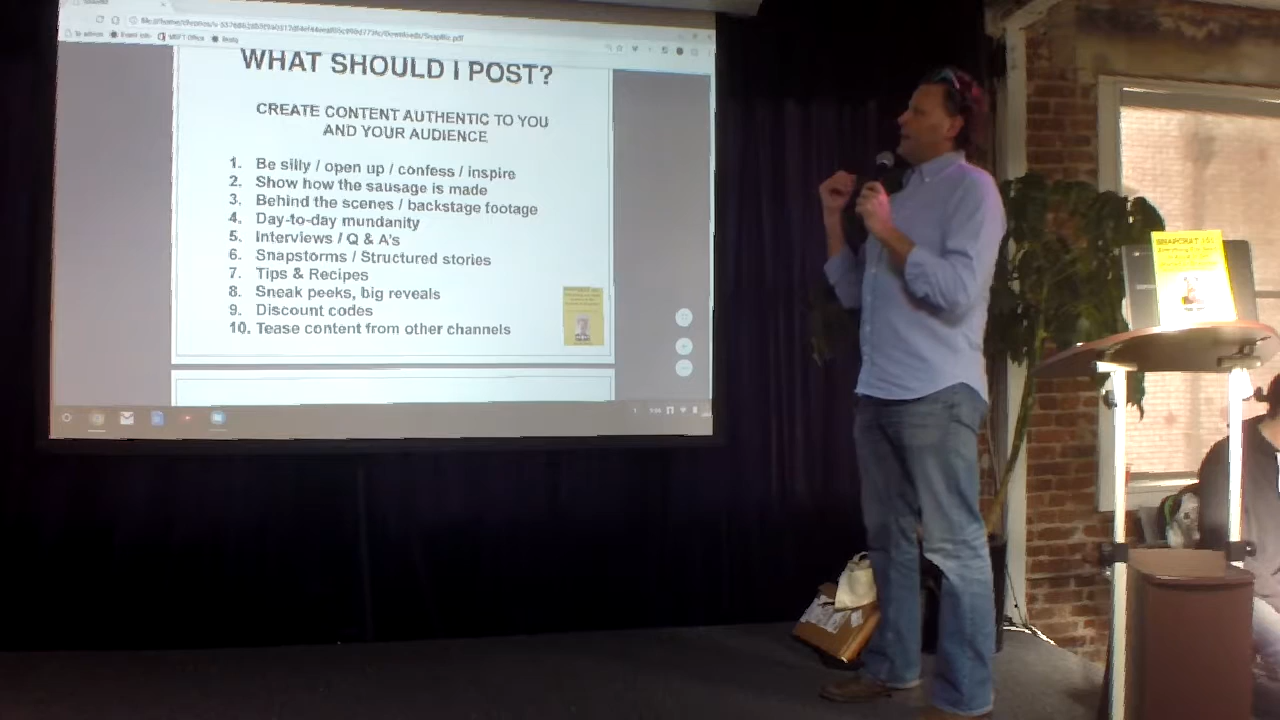 WHAT SHOULD I POST?
CREATE CONTENT AUTHENTIC TO YOU
AND YOUR AUDIENCE
1. Be silly / open up / confess / inspire
2. Show how the sausage is made
3. Behind the scenes / backstage footage
4. Day-to-day mundanity
5. Interviews / Q & A's
6. Snapstorms / Structured stories
7. Tips & Recipes
8. Sneak peeks, big reveals
9. Discount codes
10. Tease content from other channels
SNAPCHAT 101